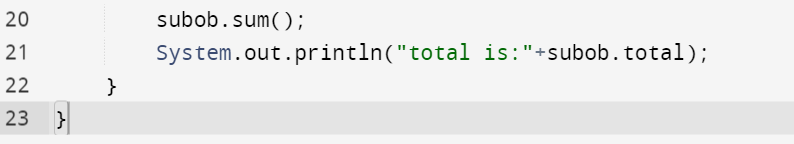 20 subob.sum();
21 System.out.println("total is:"+subob.total);
22 }
23 }